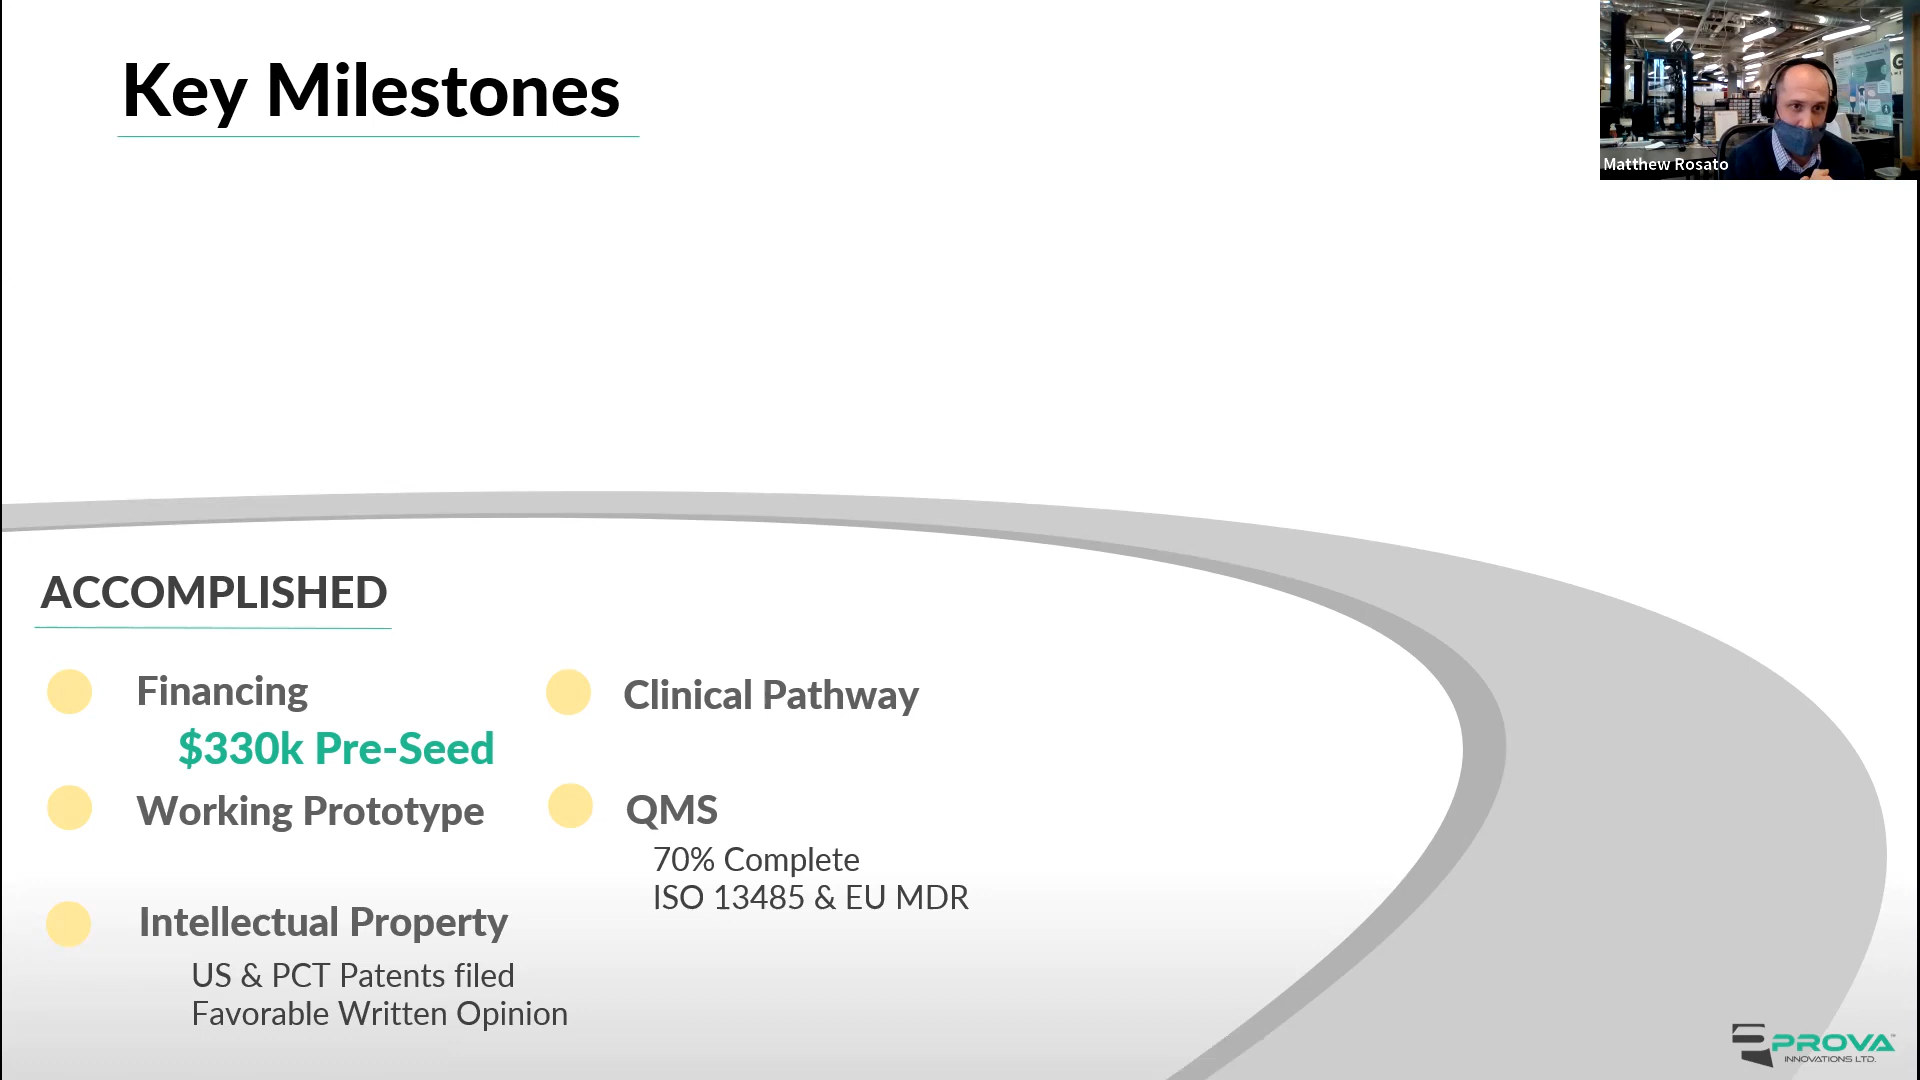 Key Milestones
Matthew Rosato
ACCOMPLISHED
Financing
$330k Pre-Seed
Working Prototype
Intellectual Property
US & PCT Patents filed
Favorable Written Opinion
Clinical Pathway
QMS
70% Complete
ISO 13485 & EU MDR
PROVA
INNOVATIONS LTD.